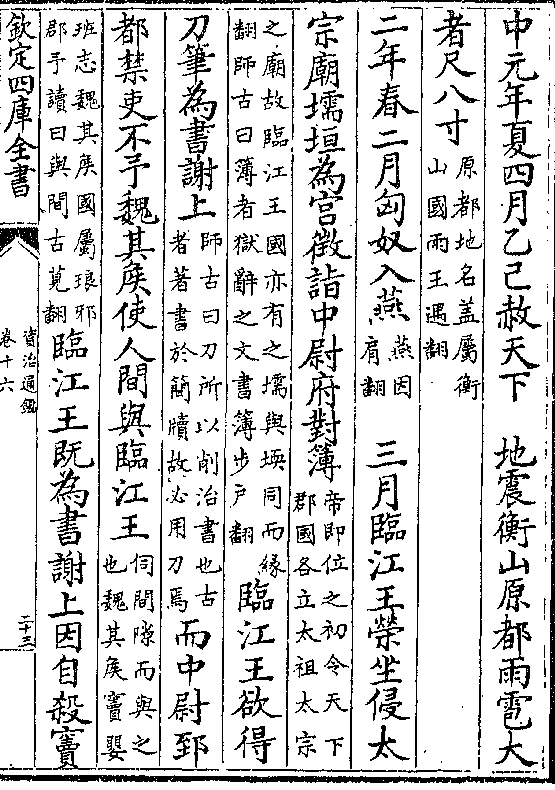 中元年夏四月乙巳赦天下　地震衡山原都雨雹大
者尺八寸
原都地名盖屬衡
山國雨王遇翻
二年春二月匈奴入燕
燕因
肩翻
三月臨江王榮坐侵太
宗廟壖垣為宫徵詣中尉府對簿
帝即位之初令天下
郡國各立太祖太宗
之廟故臨江王國亦有之壖與堧同而緣
翻師古曰簿者獄辭之文書簿步户翻
臨江王欲得
刀筆為書謝上
師古曰刀所以削治書也古
者著書於簡牘故必用刀焉
而中尉郅
都禁吏不予魏其侯使人間與臨江王
伺間隙而與之
也魏其侯竇嬰
班志魏其侯國屬琅邪
郡予讀曰與間古莧翻
臨江王既為書謝上因自殺竇
欽定四庫全書
資治通鑑
卷十六
二十三